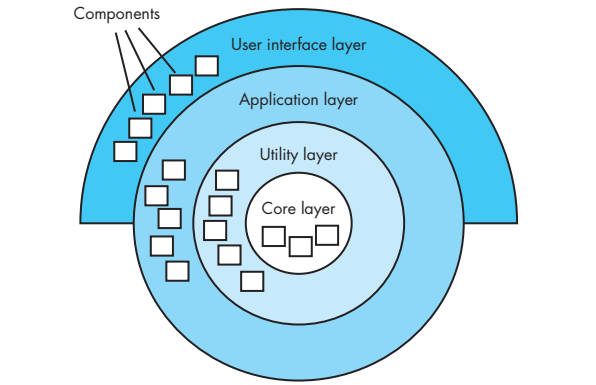 Components
User interface layer
Application layer
Utility layer
Core layer